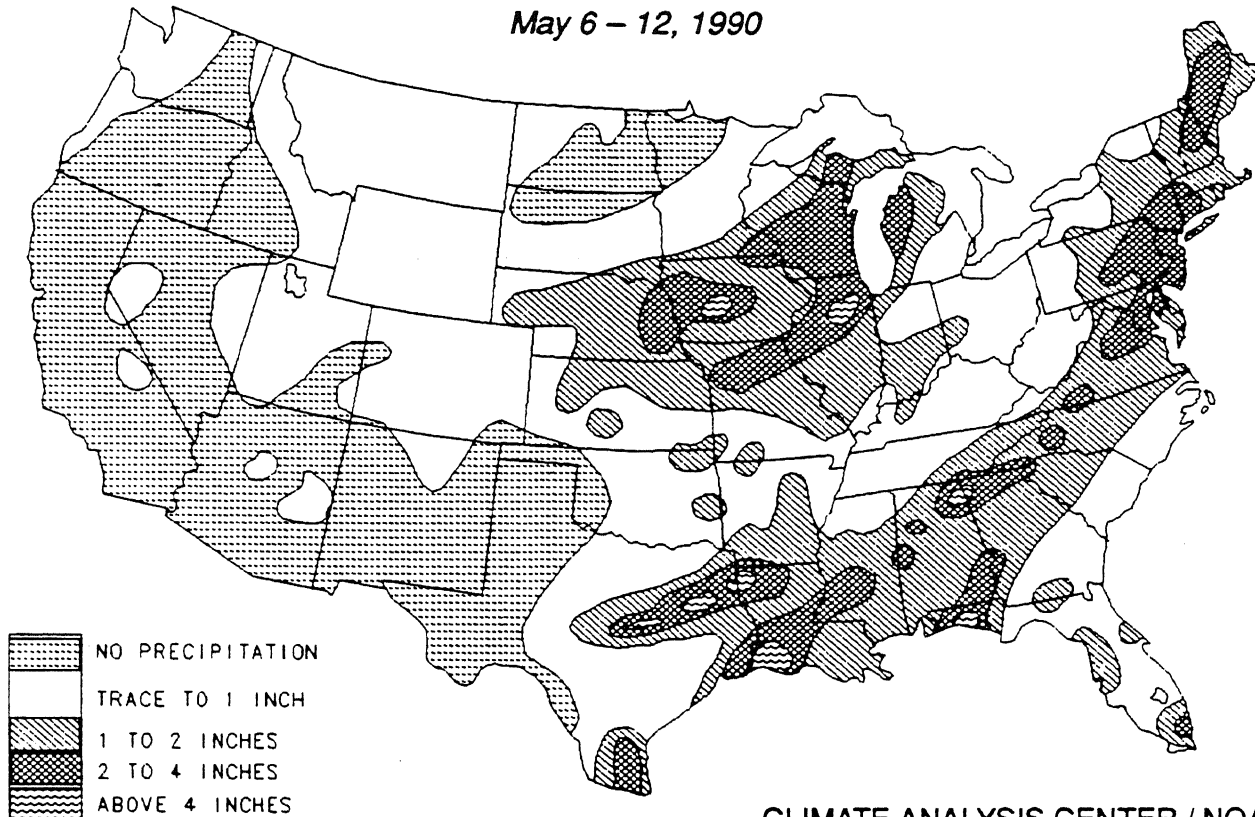 May 6 – 12, 1990
NO PRECIPITATION
TRACE TO 1 INCH
1 TO 2 INCHES
2 TO 4 INCHES
ABOVE 4 INCHES
CLIMATE ANALYSIS CENTER / NOA